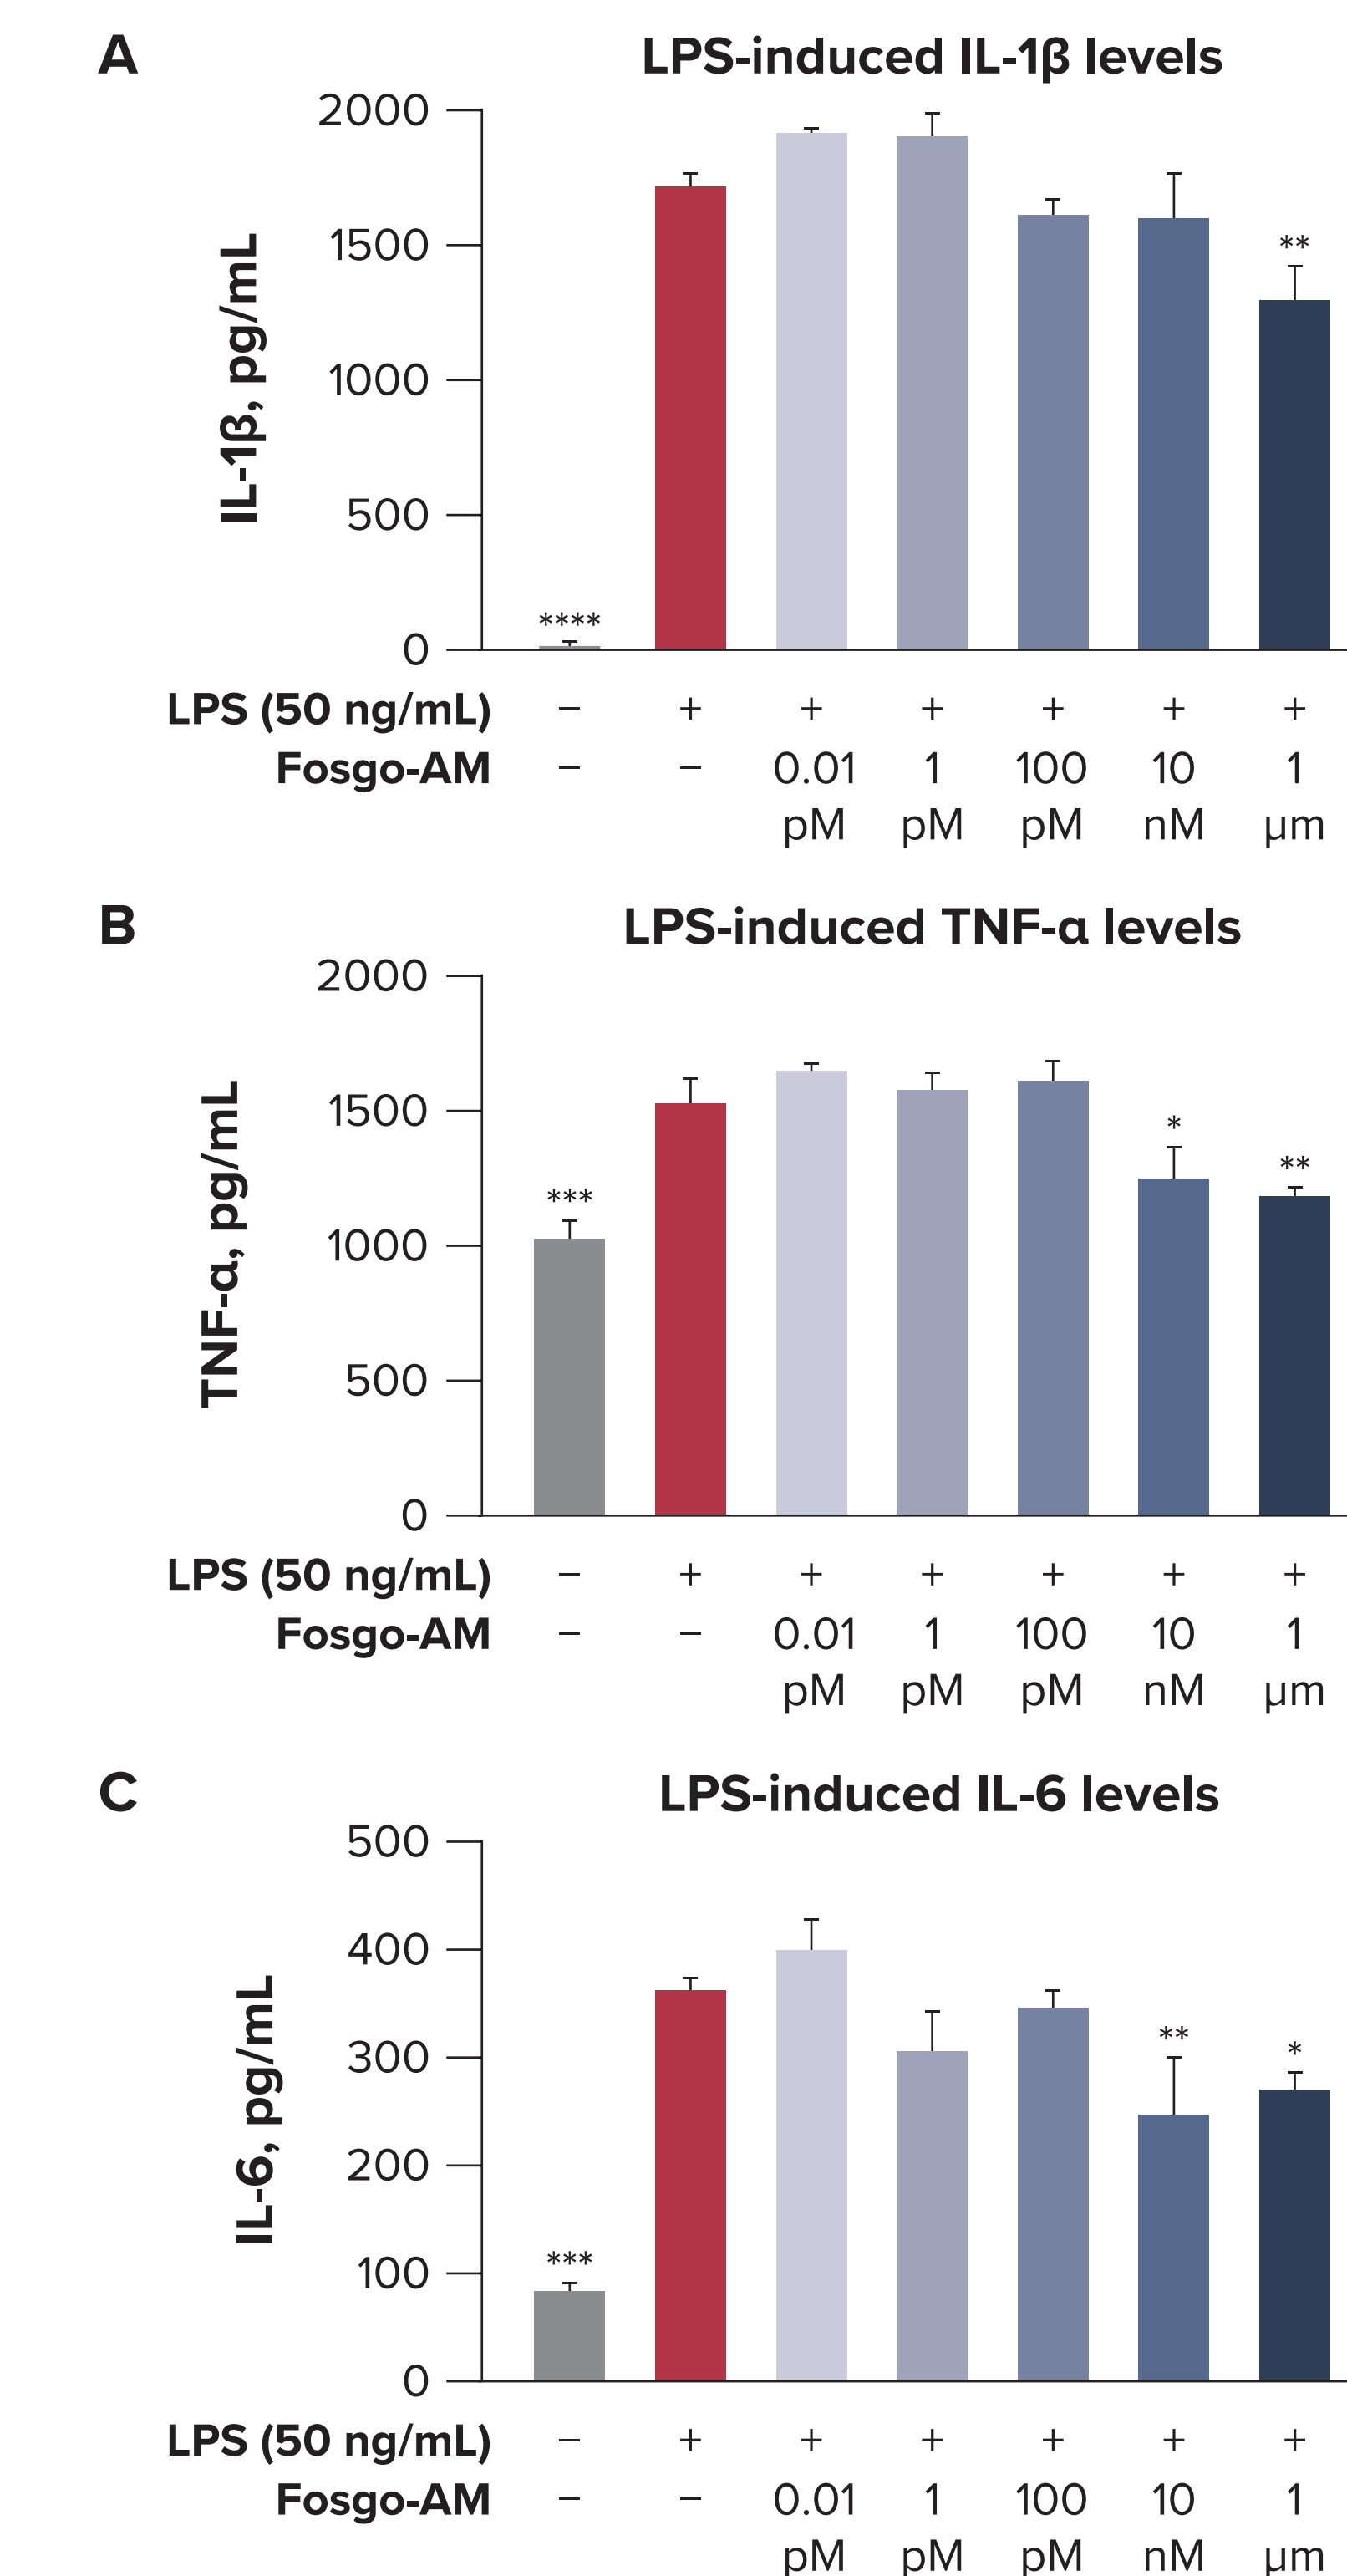 A
LPS-induced IL-1β levels
IL-1β, pg/mL
2000
1500
1000
500
0
****
**
LPS (50 ng/mL) − + + + + + +
Fosgo-AM − − 0.01 1 100 10 1
pM pM pM nM µm
B
LPS-induced TNF-α levels
TNF-α, pg/mL
2000
1500
1000
500
0
***
*
**
LPS (50 ng/mL) − + + + + + +
Fosgo-AM − − 0.01 1 100 10 1
pM pM pM nM µm
C
LPS-induced IL-6 levels
IL-6, pg/mL
500
400
300
200
100
0
***
**
*
LPS (50 ng/mL) − + + + + + +
Fosgo-AM − − 0.01 1 100 10 1
pM pM pM nM µm